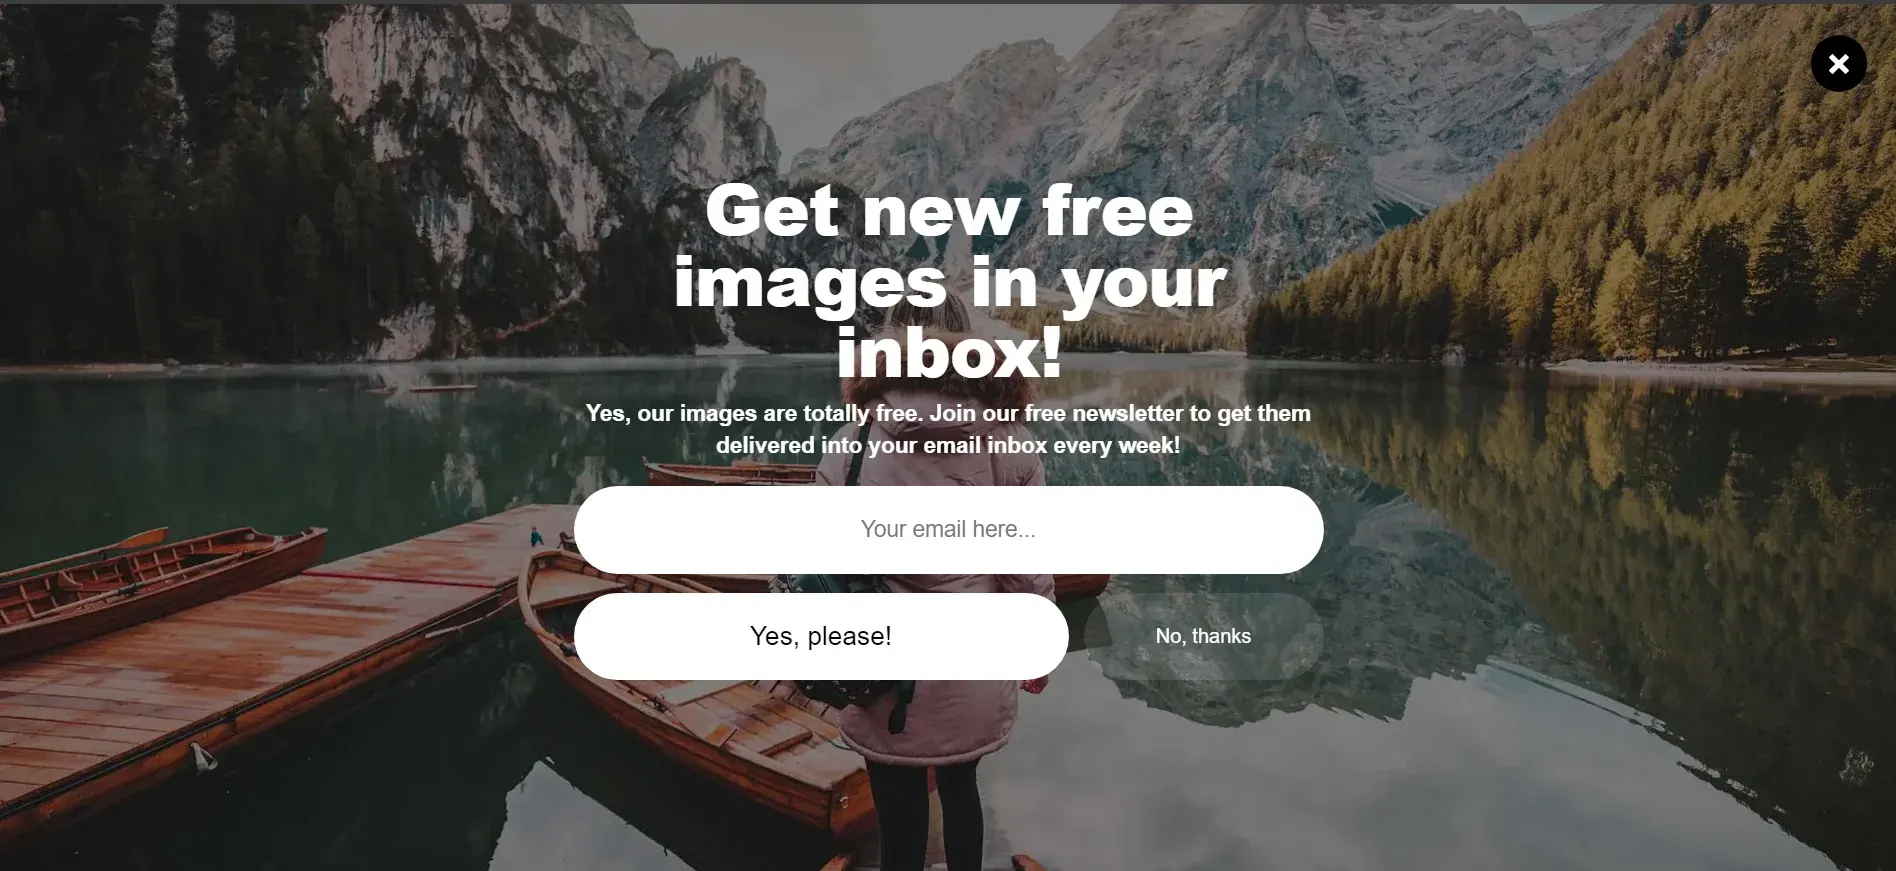 Get new free
images in your
inbox!
Yes, our images are totally free. Join our free newsletter to get them
delivered into your email inbox every week!
Your email here...
Yes, please!
No, thanks